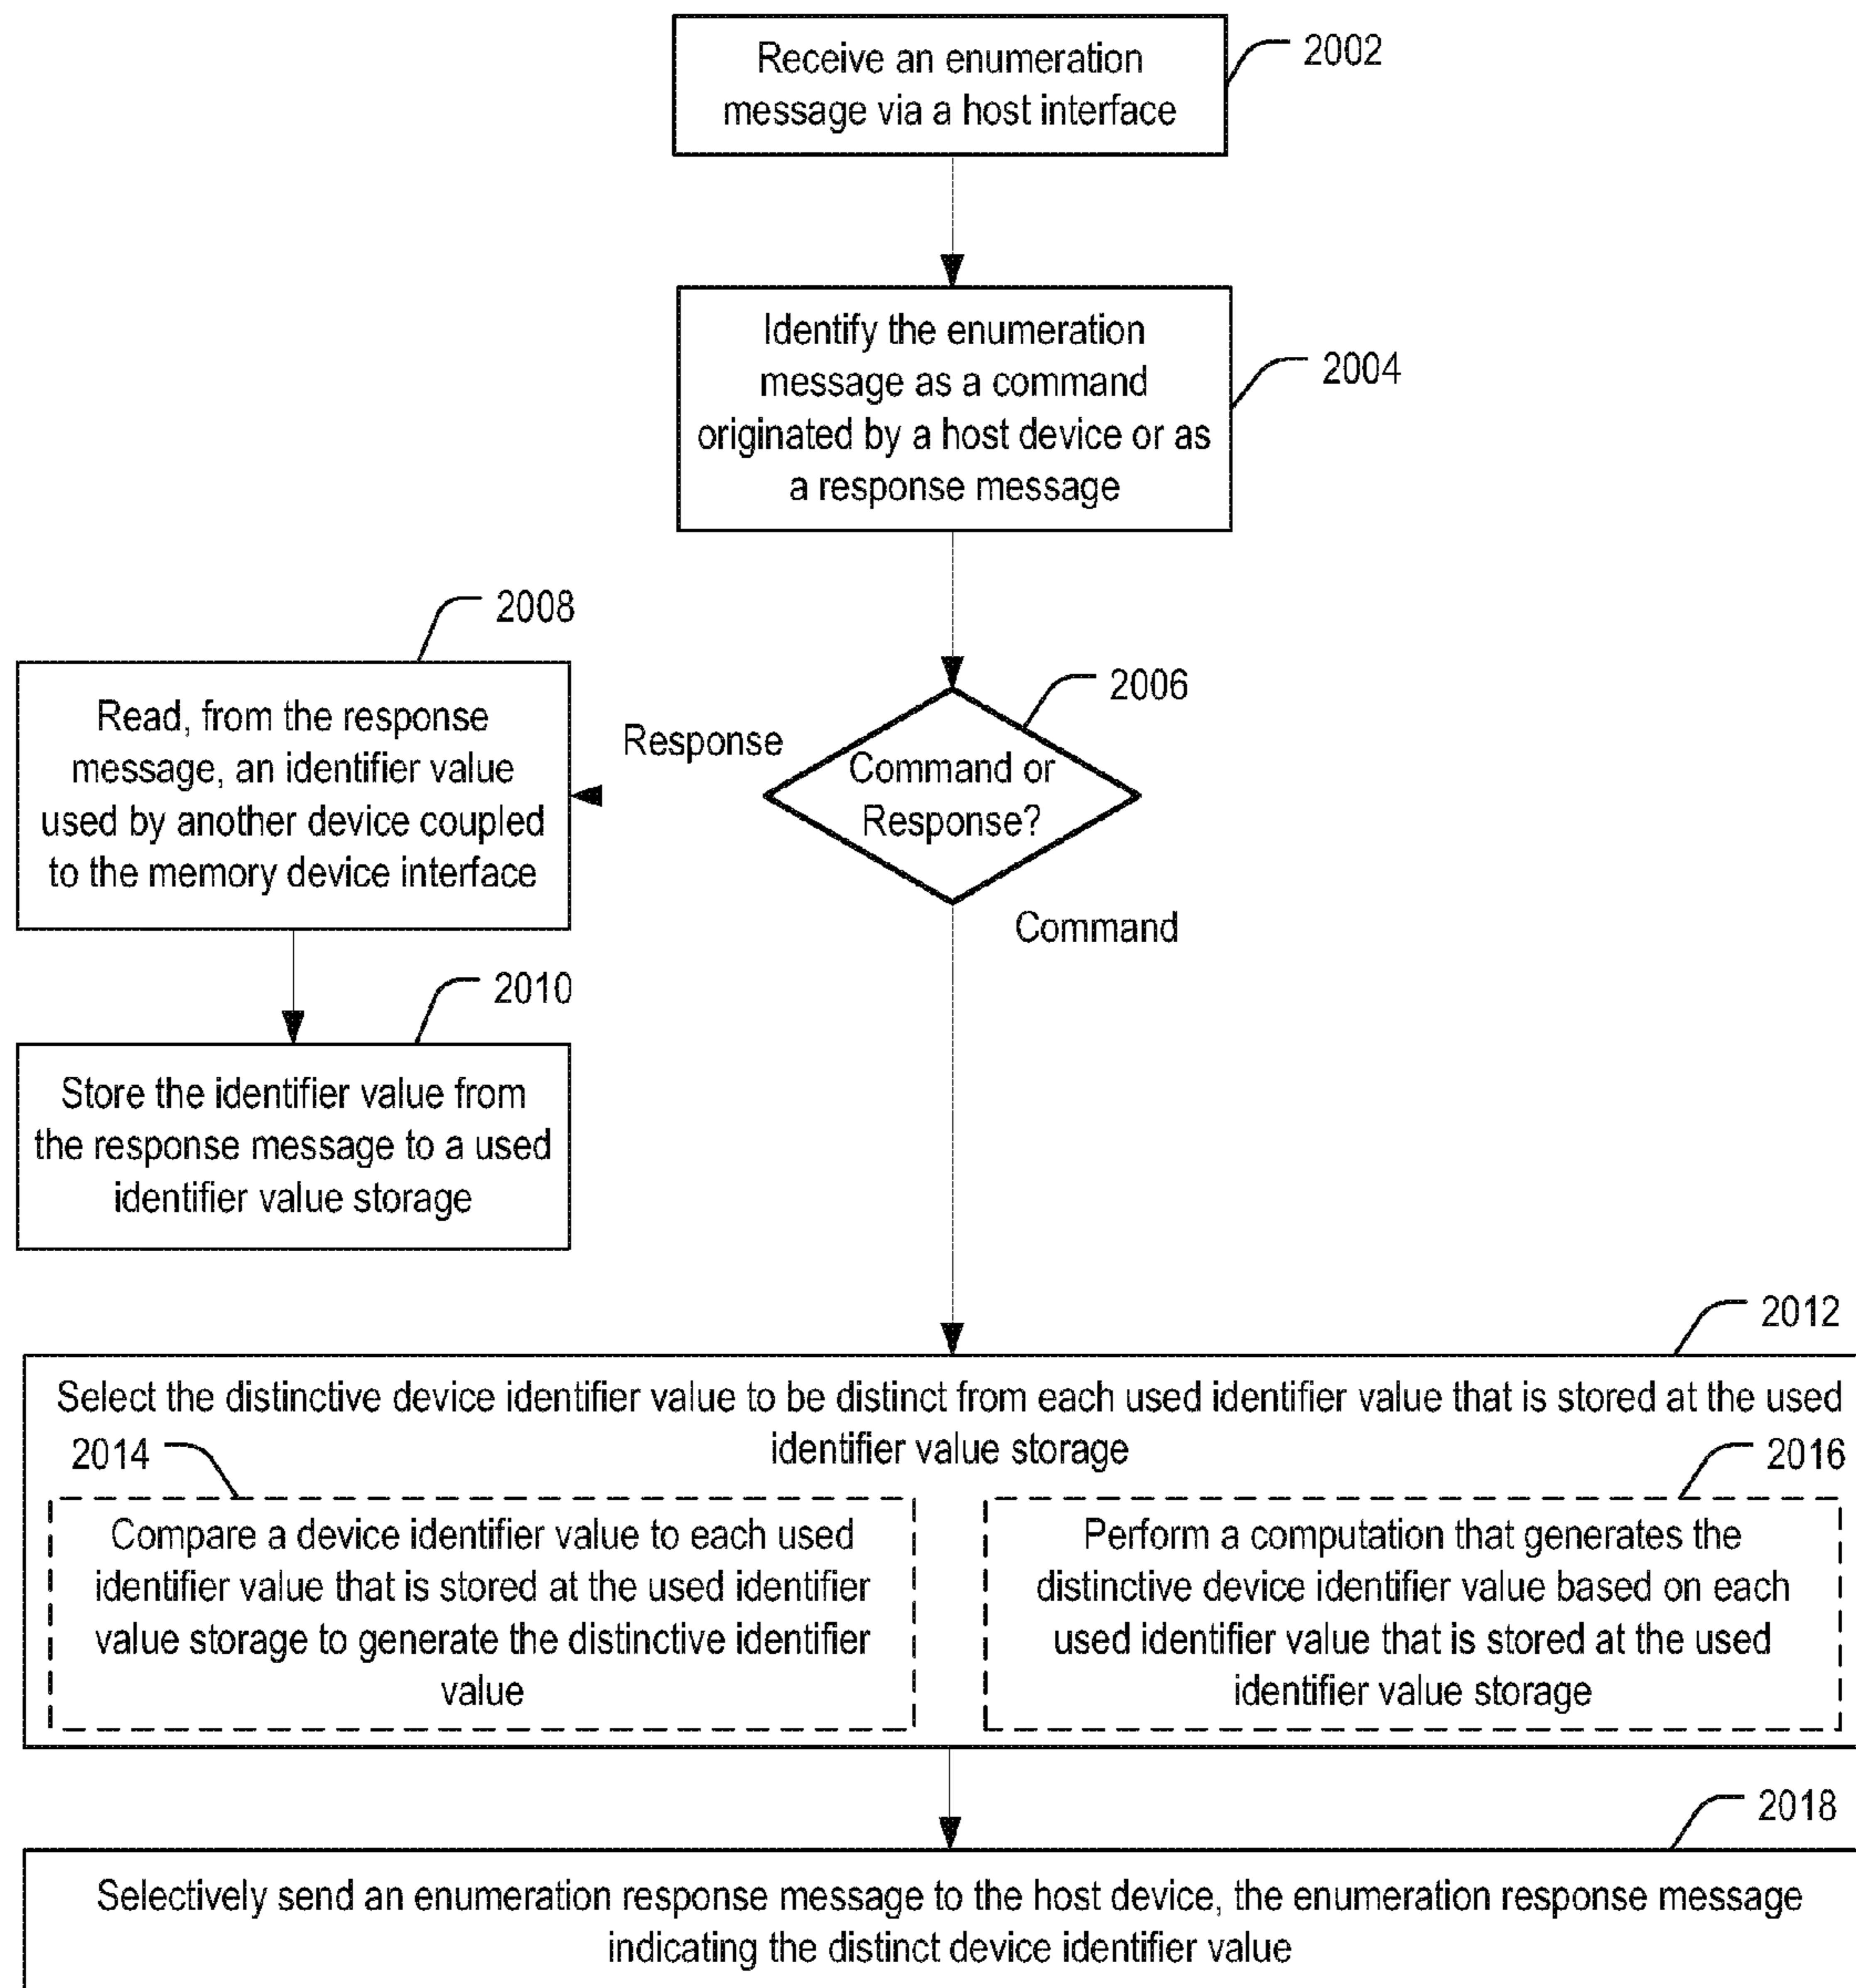 Receive an enumeration
message via a host interface
2002
Identify the enumeration
message as a command
originated by a host device or as
a response message
2004
2006
Command or
Response?
Response
Command
2008
Read, from the response
message, an identifier value
used by another device coupled
to the memory device interface
2010
Store the identifier value from
the response message to a used
identifier value storage
2012
Select the distinctive device identifier value to be distinct from each used identifier value that is stored at the used
identifier value storage
2014
Compare a device identifier value to each used
identifier value that is stored at the used identifier
value storage to generate the distinctive identifier
value
2016
Perform a computation that generates the
distinctive device identifier value based on each
used identifier value that is stored at the used
identifier value storage
2018
Selectively send an enumeration response message to the host device, the enumeration response message
indicating the distinct device identifier value